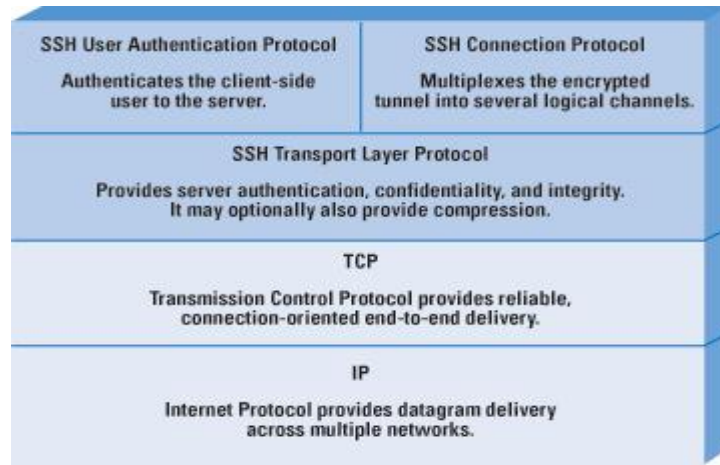 SSH User Authentication Protocol
Authenticates the client-side
user to the server.
SSH Connection Protocol
Multiplexes the encrypted
tunnel into several logical channels.
SSH Transport Layer Protocol
Provides server authentication, confidentiality, and integrity.
It may optionally also provide compression.
TCP
Transmission Control Protocol provides reliable,
connection-oriented end-to-end delivery.
IP
Internet Protocol provides datagram delivery
across multiple networks.